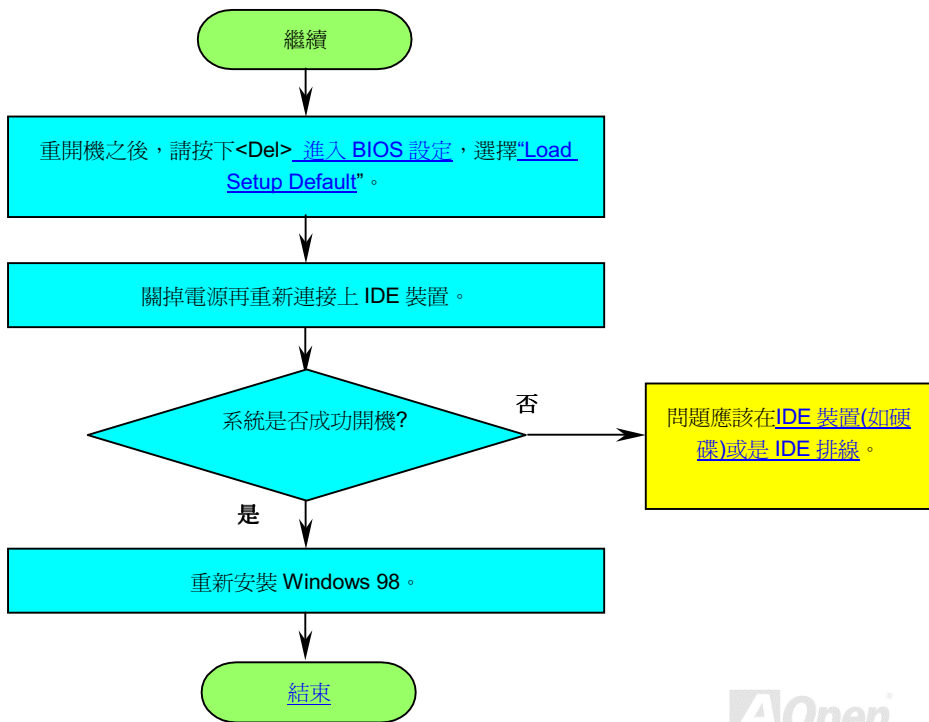 繼續
重開機之後，請按下<Del> 進入 BIOS 設定，選擇“Load
Setup Default”。
關掉電源再重新連接上 IDE 裝置。
系統是否成功開機?
否
問題應該在IDE 裝置(如硬
碟)或是 IDE 排線。
是
重新安裝 Windows 98。
結束
AOpen